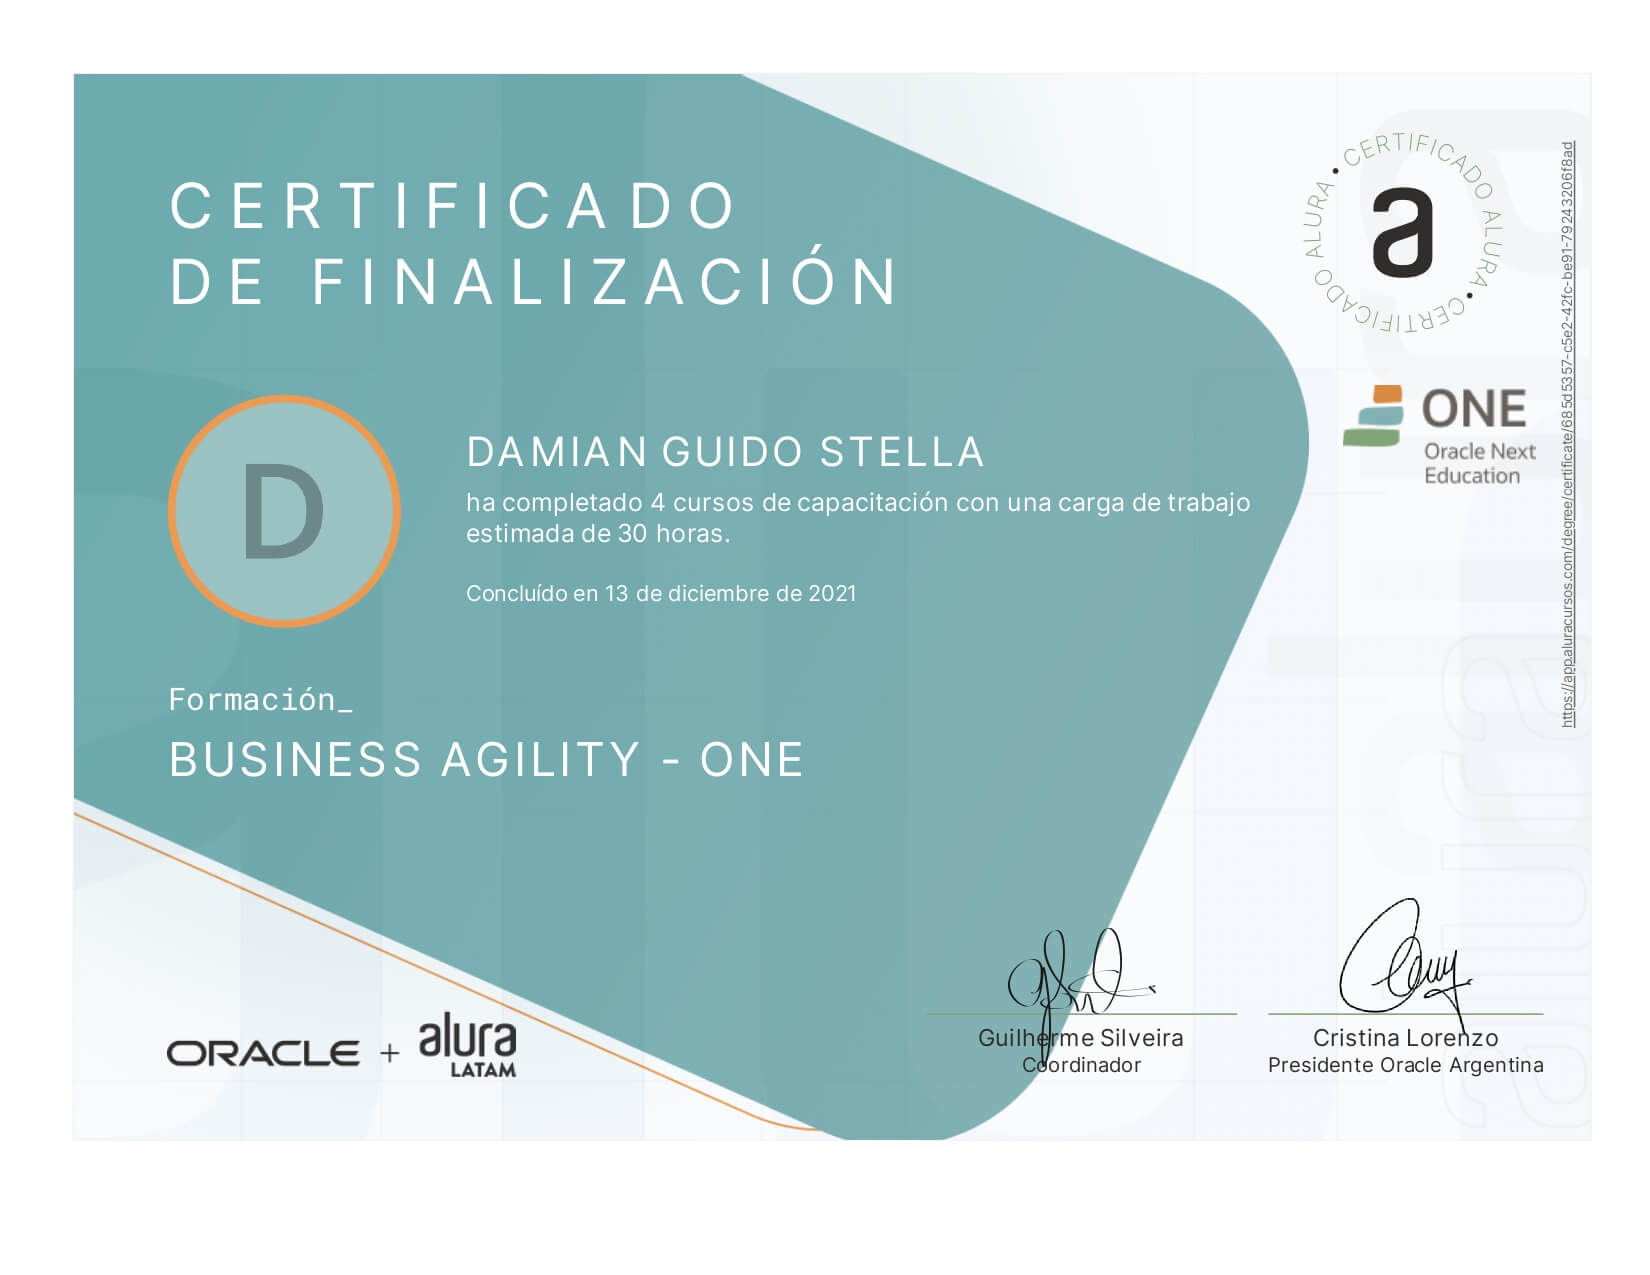 CERTIFICADO
DE FINALIZACIÓN
• CERTIFICADO ALURA • CERTIFICADO ALURA
a
ONE
Oracle Next
Education
https://app.aluracursos.com/degree/certificate/685d5357-c5e2-42fc-be91-79243206f8ad
D
DAMIAN GUIDO STELLA
ha completado 4 cursos de capacitación con una carga de trabajo
estimada de 30 horas.
Concluído en 13 de diciembre de 2021
Formación_
BUSINESS AGILITY - ONE
ORACLE + alura
LATAM
Guilherme Silveira
Coordinador
Cristina Lorenzo
Presidente Oracle Argentina
alura